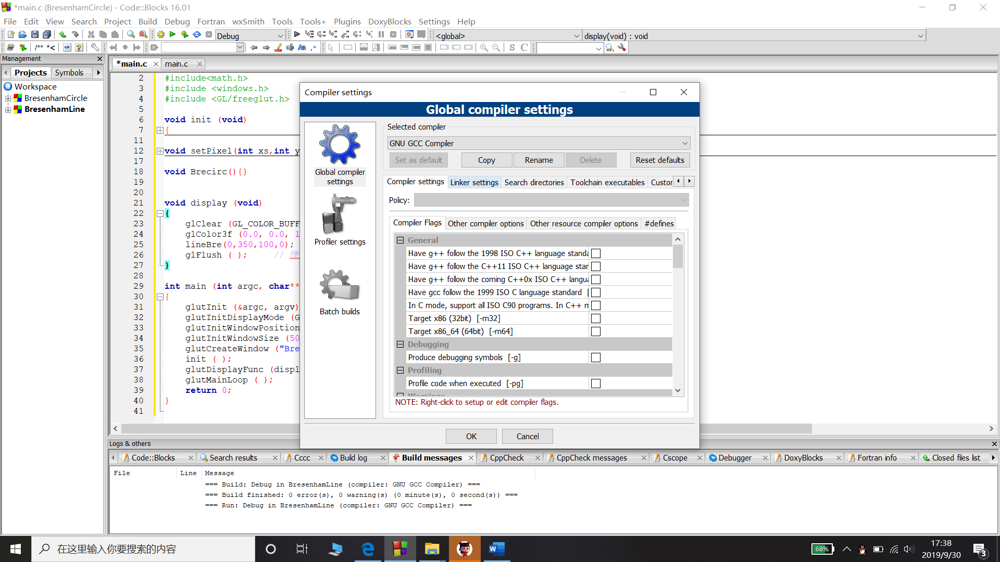 *main.c (BresenhamCircle) - Code::Blocks 16.01
File Edit View Search Project Build Debug Fortran wxSmith Tools Tools+ Plugins DoxyBlocks Settings Help
Debug
<global>
display(void) : void
/** *<
Aa .*
S C
Management
Projects Symbols
Workspace
BresenhamCircle
BresenhamLine
*main.c main.c
2 #include<math.h>
3 #include <windows.h>
4 #include <GL/freeglut.h>
5
6 void init (void)
7 {
11
12 void setPixel(int xs,int y
17
18 void Brecirc(){}
19
20
21 void display (void)
22 {
23 glClear (GL_COLOR_BUFF
24 glColor3f (0.0, 0.0, 1
25 lineBre(0,350,100,0);
26 glFlush ( ); //
27 }
28
29 int main (int argc, char**
30 {
31 glutInit (&argc, argv)
32 glutInitDisplayMode (G
33 glutInitWindowPosition
34 glutInitWindowSize (50
35 glutCreateWindow ("Bre
36 init ( );
37 glutDisplayFunc (displ
38 glutMainLoop ( );
39 return 0;
40 }
41
Compiler settings
Global compiler settings
Global compiler
settings
Profiler settings
Batch builds
Selected compiler
GNU GCC Compiler
Set as default Copy Rename Delete Reset defaults
Compiler settings Linker settings Search directories Toolchain executables Custor
Policy:
Compiler Flags Other compiler options Other resource compiler options #defines
General
Have g++ follow the 1998 ISO C++ language standa
Have g++ follow the C++11 ISO C++ language star
Have g++ follow the coming C++0x ISO C++ langua
Have gcc follow the 1999 ISO C language standard [
In C mode, support all ISO C90 programs. In C++ m
Target x86 (32bit) [-m32]
Target x86_64 (64bit) [-m64]
Debugging
Produce debugging symbols [-g]
Profiling
Profile code when executed [-pg]
Warnings
NOTE: Right-click to setup or edit compiler flags.
OK Cancel
Logs & others
Code::Blocks Search results Cccc Build log Build messages CppCheck CppCheck messages Cscope Debugger DoxyBlocks Fortran info Closed files list
File Line Message
=== Build: Debug in BresenhamLine (compiler: GNU GCC Compiler) ===
=== Build finished: 0 error(s), 0 warning(s) (0 minute(s), 0 second(s)) ===
=== Run: Debug in BresenhamLine (compiler: GNU GCC Compiler) ===
在这里输入你要搜索的内容
68%
17:38
2019/9/30
3